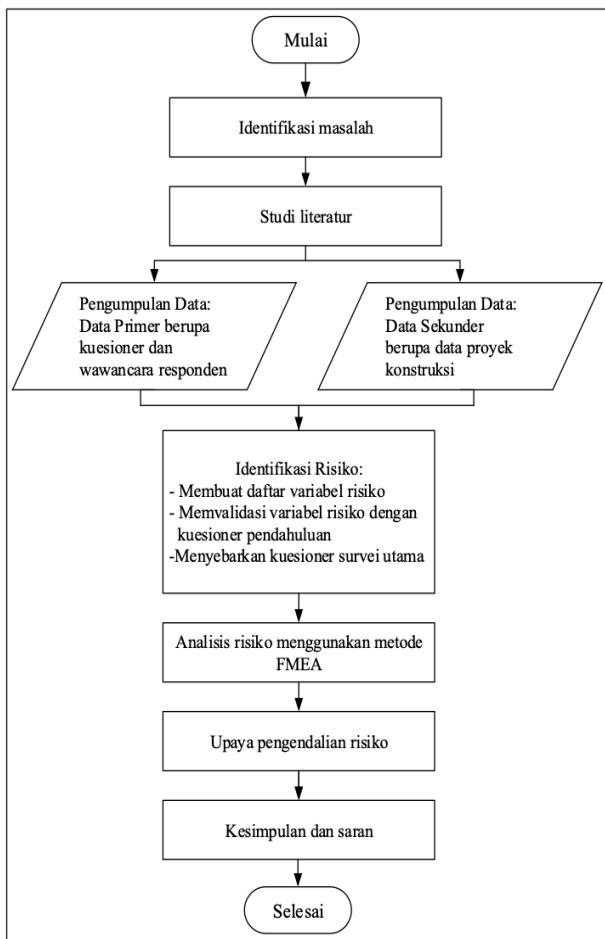 Mulai
Identifikasi masalah
Studi literatur
Pengumpulan Data:
Data Primer berupa
kuesioner dan
wawancara responden
Pengumpulan Data:
Data Sekunder
berupa data proyek
konstruksi
Identifikasi Risiko:
- Membuat daftar variabel risiko
- Memvalidasi variabel risiko dengan
kuesioner pendahuluan
-Menyebarkan kuesioner survei utama
Analisis risiko menggunakan metode
FMEA
Upaya pengendalian risiko
Kesimpulan dan saran
Selesai